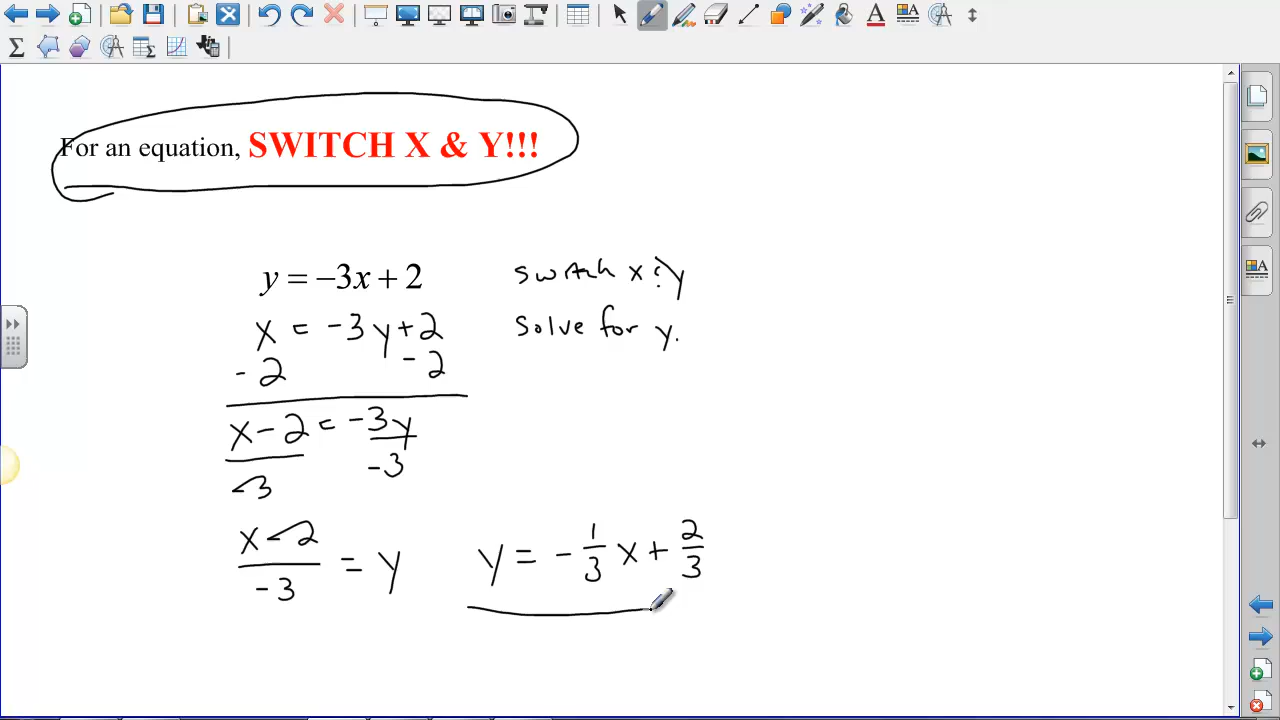 For an equation, SWITCH X & Y!!!
y = −3x + 2
switch x & y
x = -3y+2
solve for y.
-2 -2
x-2 = -3y
-3 -3
x-2
-3
= y
y = -1/3 x + 2/3